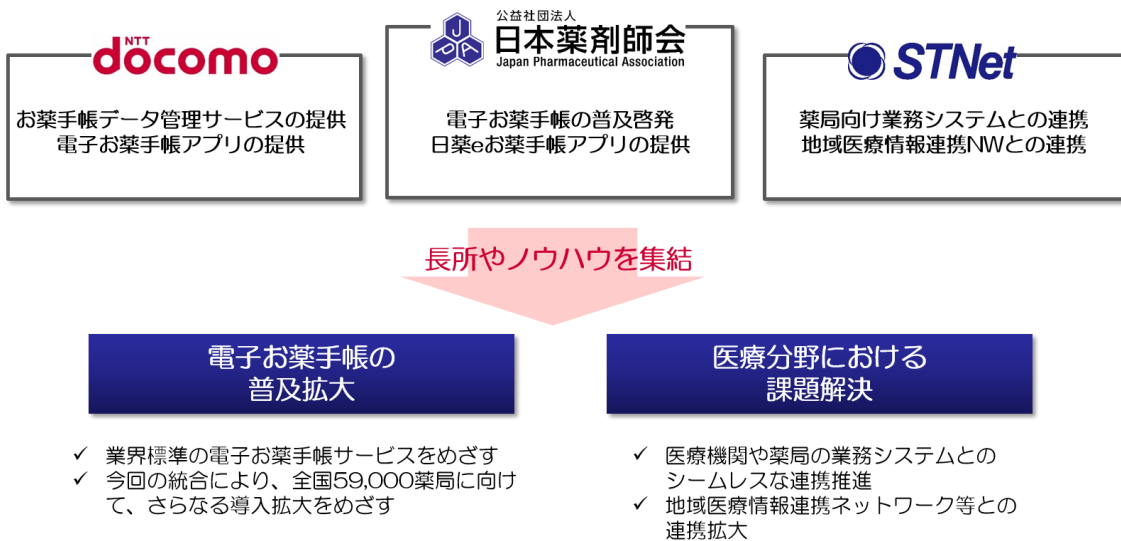 NTT
docomo
お薬手帳データ管理サービスの提供
電子お薬手帳アプリの提供
JPA
公益社団法人
日本薬剤師会
Japan Pharmaceutical Association
電子お薬手帳の普及啓発
日薬eお薬手帳アプリの提供
STNet
薬局向け業務システムとの連携
地域医療情報連携NWとの連携
長所やノウハウを集結
電子お薬手帳の
普及拡大
✓ 業界標準の電子お薬手帳サービスをめざす
✓ 今回の統合により、全国59,000薬局に向け
て、さらなる導入拡大をめざす
医療分野における
課題解決
✓ 医療機関や薬局の業務システムとの
シームレスな連携推進
✓ 地域医療情報連携ネットワーク等との
連携拡大